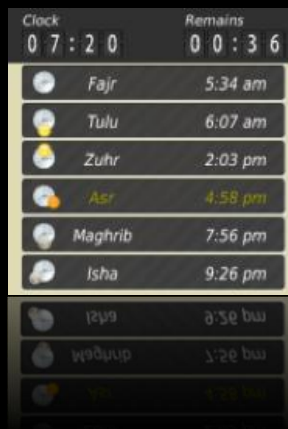 Clock Remains
07:20 00:36
Fajr 5:34 am
Tulu 6:07 am
Zuhr 2:03 pm
Asr 4:58 pm
Maghrib 7:56 pm
Isha 9:26 pm